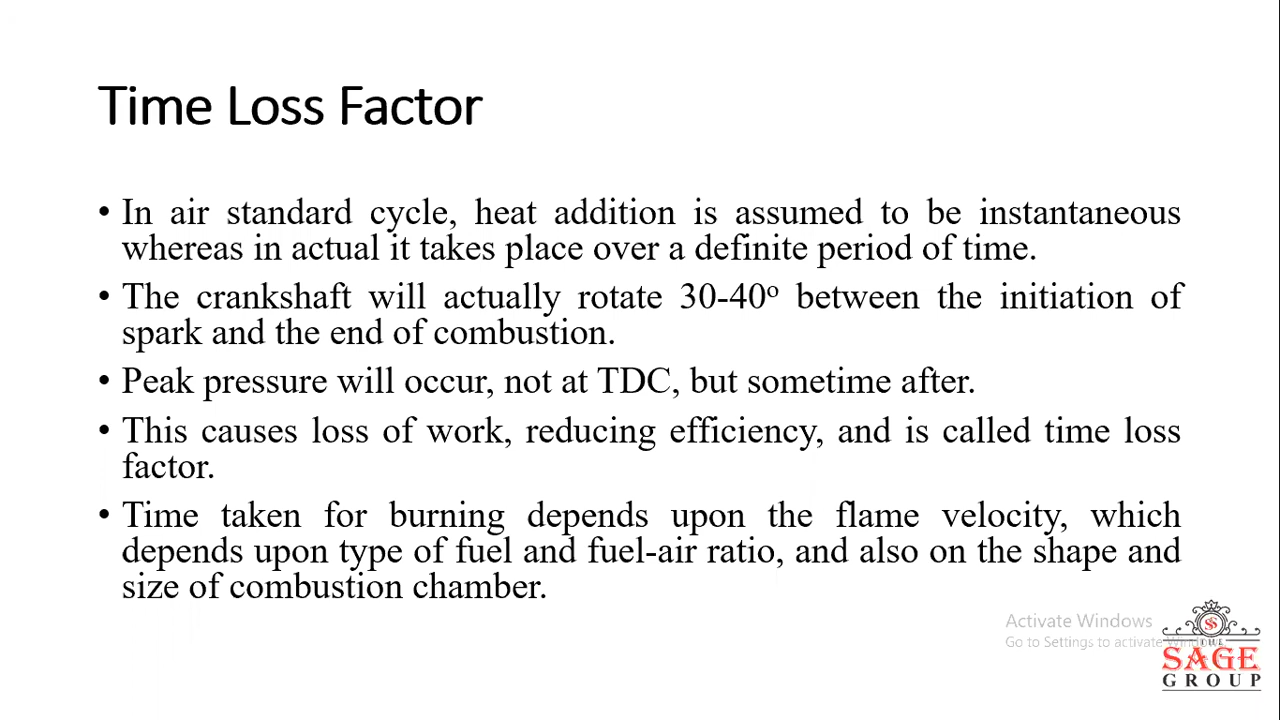 Time Loss Factor
• In air standard cycle, heat addition is assumed to be instantaneous
whereas in actual it takes place over a definite period of time.
• The crankshaft will actually rotate 30-40º between the initiation of
spark and the end of combustion.
• Peak pressure will occur, not at TDC, but sometime after.
• This causes loss of work, reducing efficiency, and is called time loss
factor.
• Time taken for burning depends upon the flame velocity, which
depends upon type of fuel and fuel-air ratio, and also on the shape and
size of combustion chamber.
Activate Windows
Go to Settings to activate Windows.
THE
SAGE
GROUP